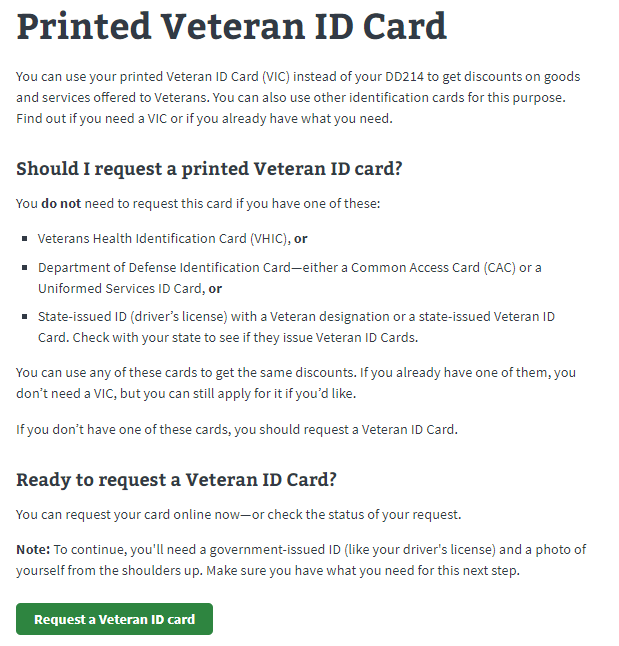 Printed Veteran ID Card
You can use your printed Veteran ID Card (VIC) instead of your DD214 to get discounts on goods
and services offered to Veterans. You can also use other identification cards for this purpose.
Find out if you need a VIC or if you already have what you need.
Should I request a printed Veteran ID card?
You do not need to request this card if you have one of these:
Veterans Health Identification Card (VHIC), or
Department of Defense Identification Card—either a Common Access Card (CAC) or a
Uniformed Services ID Card, or
State-issued ID (driver’s license) with a Veteran designation or a state-issued Veteran ID
Card. Check with your state to see if they issue Veteran ID Cards.
You can use any of these cards to get the same discounts. If you already have one of them, you
don’t need a VIC, but you can still apply for it if you’d like.
If you don’t have one of these cards, you should request a Veteran ID Card.
Ready to request a Veteran ID Card?
You can request your card online now—or check the status of your request.
Note: To continue, you'll need a government-issued ID (like your driver's license) and a photo of
yourself from the shoulders up. Make sure you have what you need for this next step.
Request a Veteran ID card